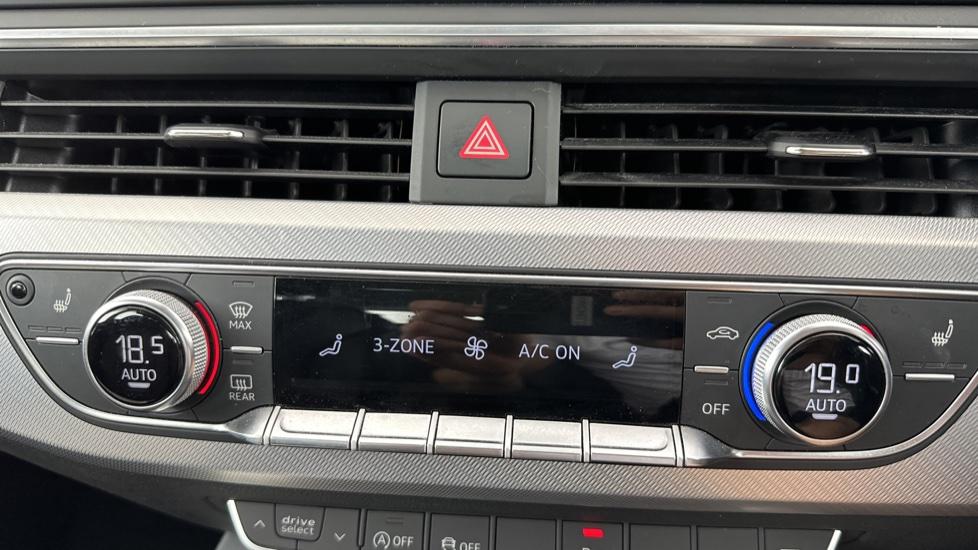 MAX
18.5
AUTO
3-ZONE
A/C ON
19.0
AUTO
REAR
OFF
drive
select
OFF
OFF